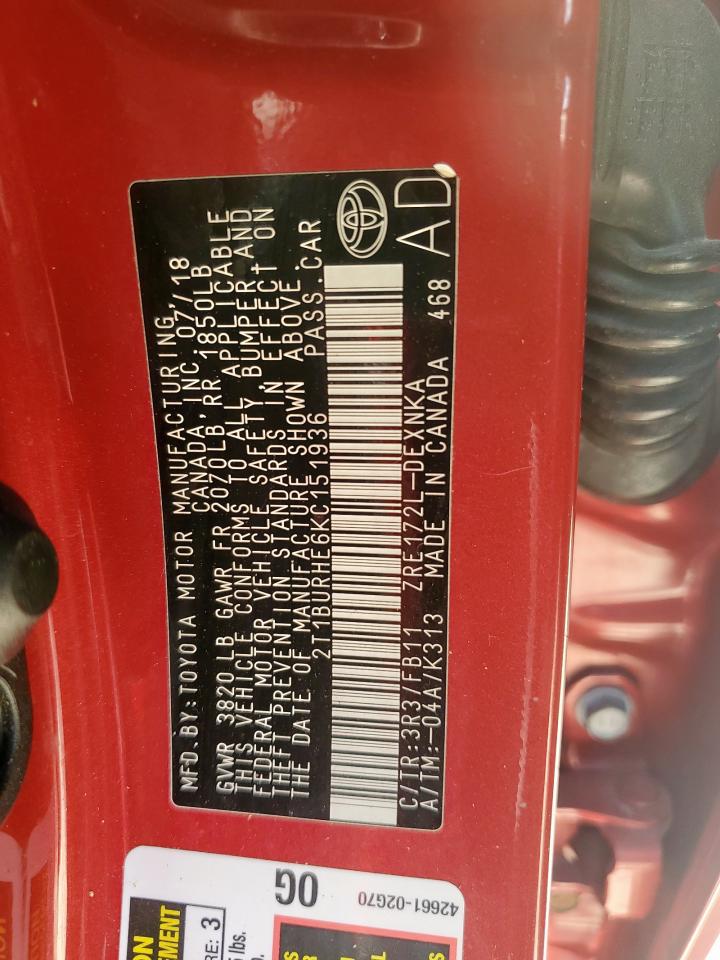 MFD. BY: TOYOTA MOTOR MANUFACTURING
CANADA, INC. 07/18
GVWR 3820 LB GAWR FR 2070LB, RR 1850LB
THIS VEHICLE CONFORMS TO ALL APPLICABLE
FEDERAL MOTOR VEHICLE SAFETY, BUMPER AND
THEFT PREVENTION STANDARDS IN EFFECT ON
THE DATE OF MANUFACTURE SHOWN ABOVE.
2T1BURHE6KC151936 PASS. CAR
C/TR:3R3/FB11 ZRE172L-DEXNKA
A/TM:-04A/K313 MADE IN CANADA 468
AD
0G
42661-02G70